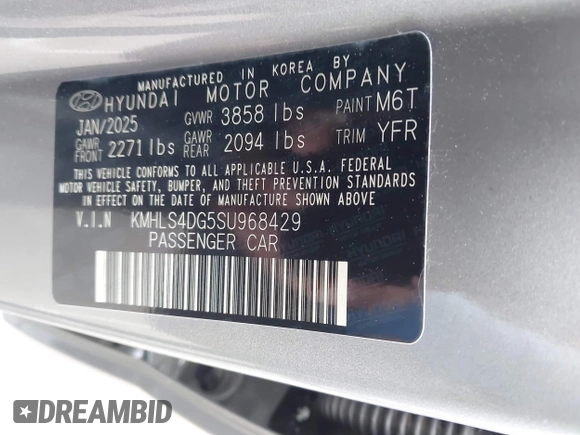 MANUFACTURED IN KOREA BY
HYUNDAI MOTOR COMPANY
JAN/2025 GVWR 3858 lbs PAINT M6T
GAWR FRONT 2271 lbs GAWR REAR 2094 lbs TRIM YFR
THIS VEHICLE CONFORMS TO ALL APPLICABLE U.S.A. FEDERAL
MOTOR VEHICLE SAFETY, BUMPER, AND THEFT PREVENTION STANDARDS
IN EFFECT ON THE DATE OF MANUFACTURE SHOWN ABOVE.
V.I.N KMHLS4DG5SU968429
PASSENGER CAR
DREAMBID